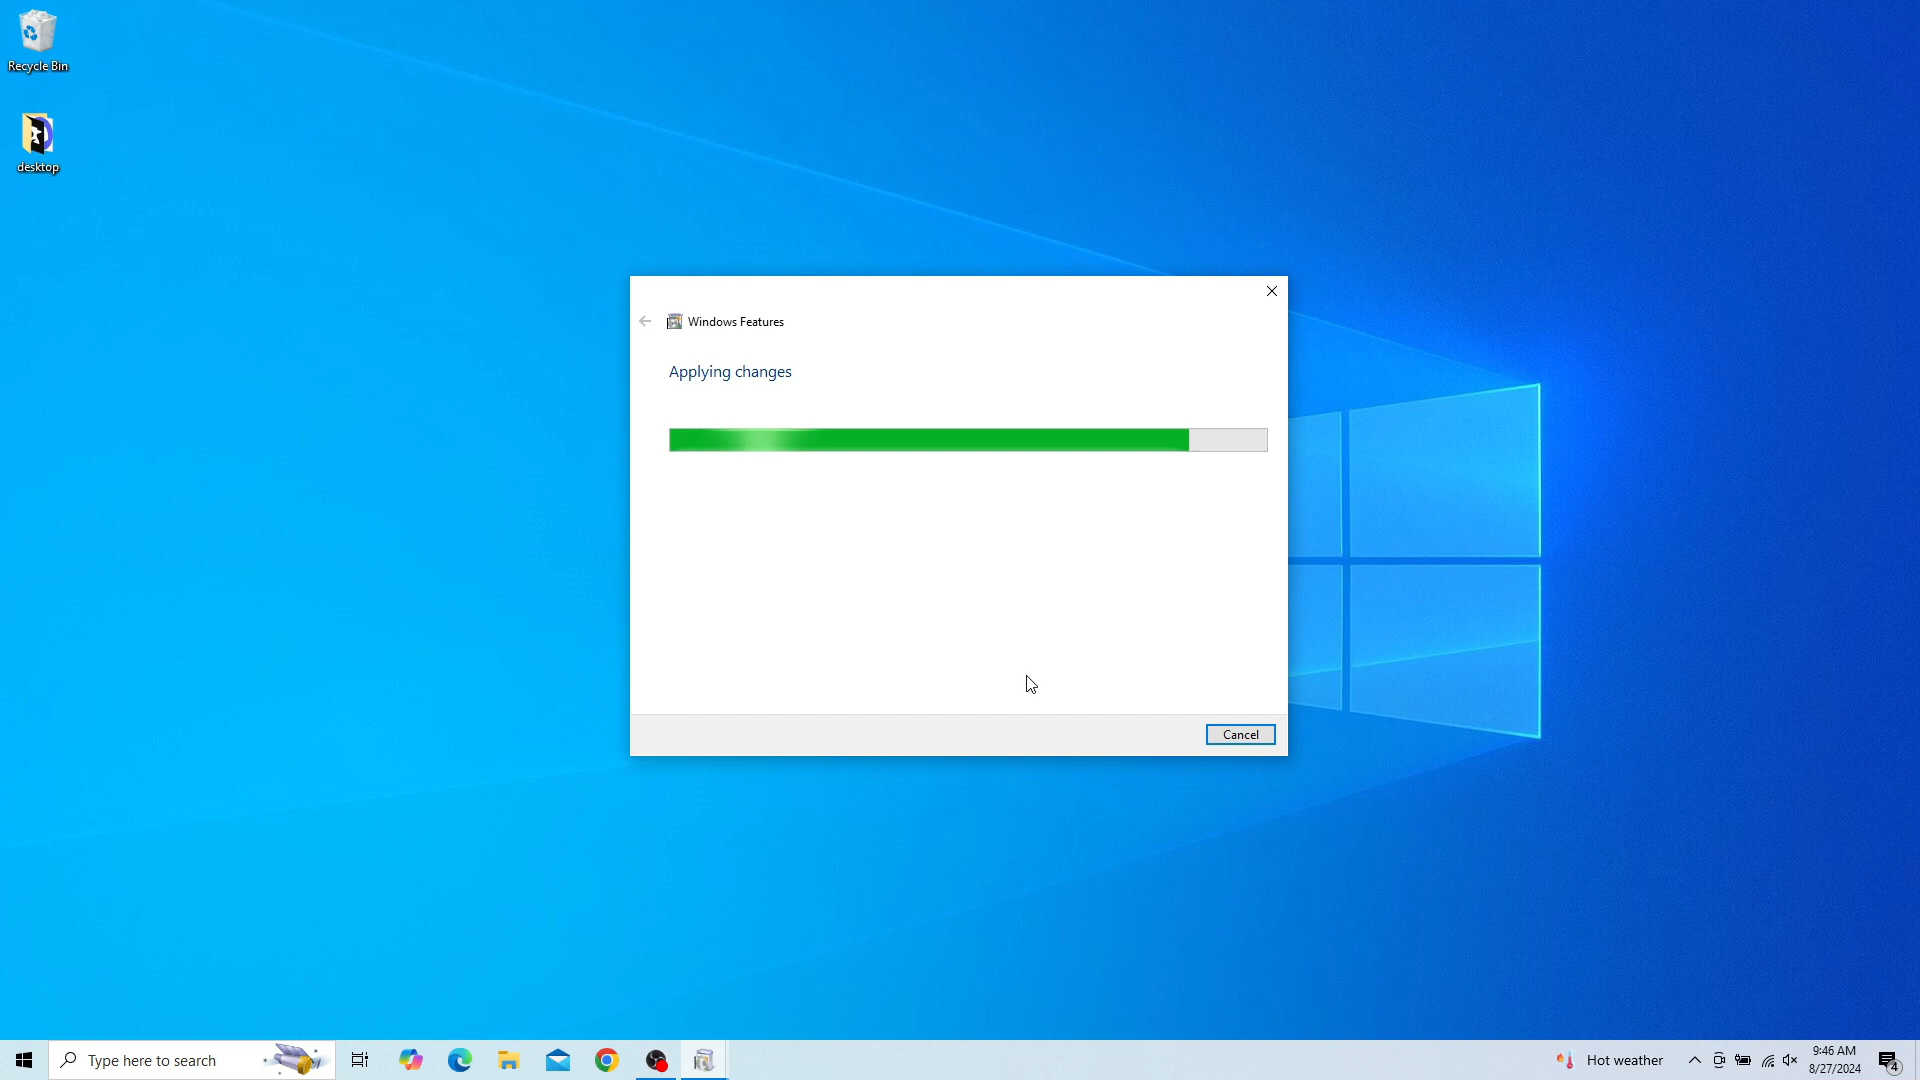 Recycle Bin
desktop
Windows Features
Applying changes
Cancel
Type here to search
Hot weather
9:46 AM
8/27/2024
4